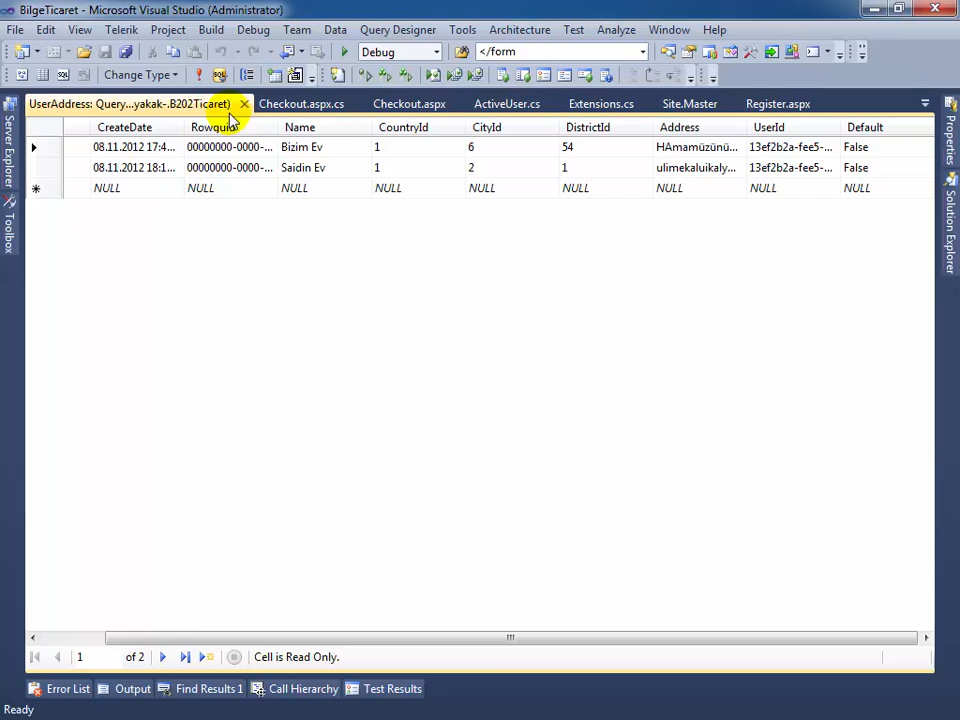 BilgeTicaret - Microsoft Visual Studio (Administrator)
File Edit View Telerik Project Build Debug Team Data Query Designer Tools Architecture Test Analyze Window Help
Debug </form
SQL Change Type SQL
UserAddress: Query...yakak-.B202Ticaret) Checkout.aspx.cs Checkout.aspx ActiveUser.cs Extensions.cs Site.Master Register.aspx
CreateDate Rowguid Name CountryId CityId DistrictId Address UserId Default
08.11.2012 17:4... 00000000-0000-... Bizim Ev 1 6 54 HAmamüzünü... 13ef2b2a-fee5-... False
08.11.2012 18:1... 00000000-0000-... Saidin Ev 1 2 1 ulimekaluikaly... 13ef2b2a-fee5-... False
NULL NULL NULL NULL NULL NULL NULL NULL NULL
1 of 2 Cell is Read Only.
Error List Output Find Results 1 Call Hierarchy Test Results
Ready
Server Explorer
Toolbox
Properties
Solution Explorer